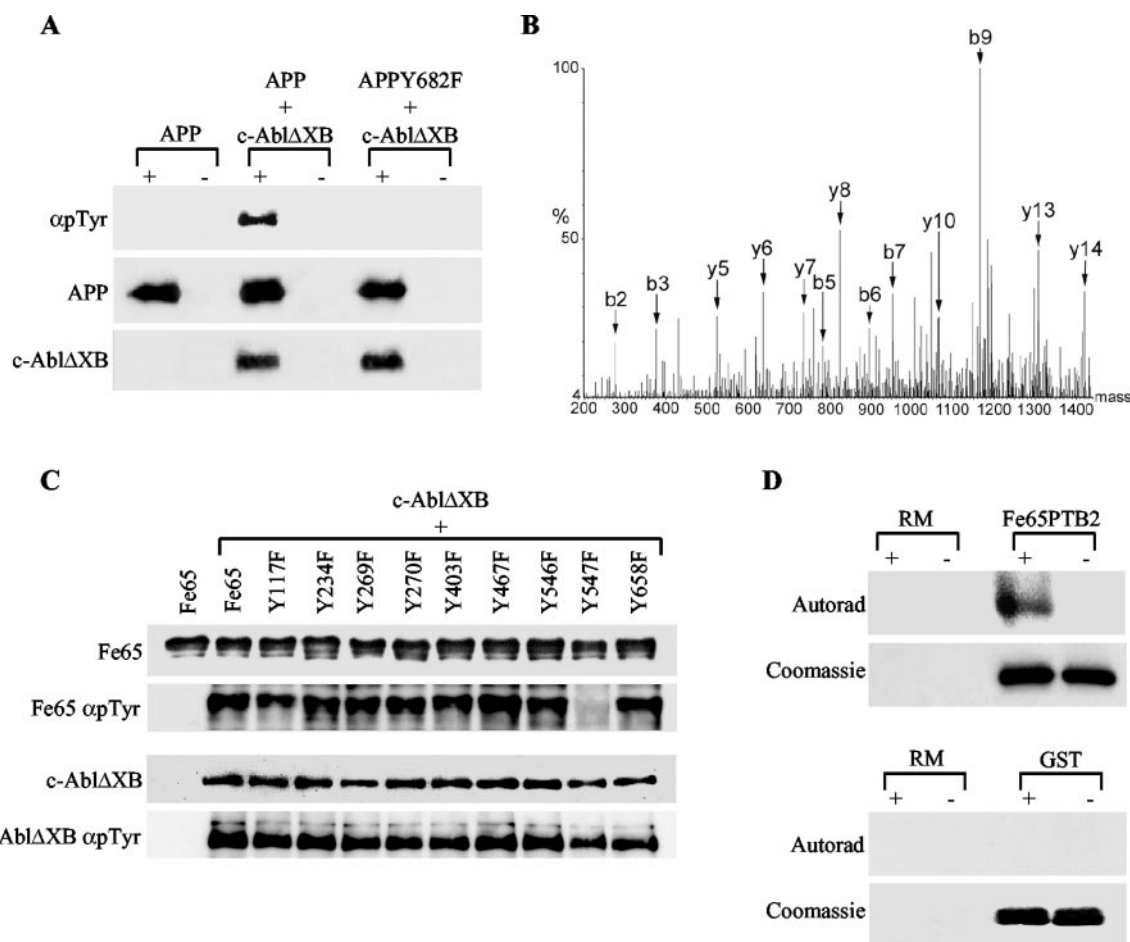 A
APP
+
c-AblΔXB
APPY682F
+
c-AblΔXB
APP
+ - + - + -
αpTyr
APP
c-AblΔXB
B
100
%
50
4
b2
b3
y5
y6
y7
b5
y8
b6
b7
y10
b9
y13
y14
200 300 400 500 600 700 800 900 1000 1100 1200 1300 1400 mass
C
c-AblΔXB
+
Fe65 Fe65 Y117F Y234F Y269F Y270F Y403F Y467F Y546F Y547F Y658F
Fe65
Fe65 αpTyr
c-AblΔXB
AblΔXB αpTyr
D
RM Fe65PTB2
+ - + -
Autorad
Coomassie
RM GST
+ - + -
Autorad
Coomassie